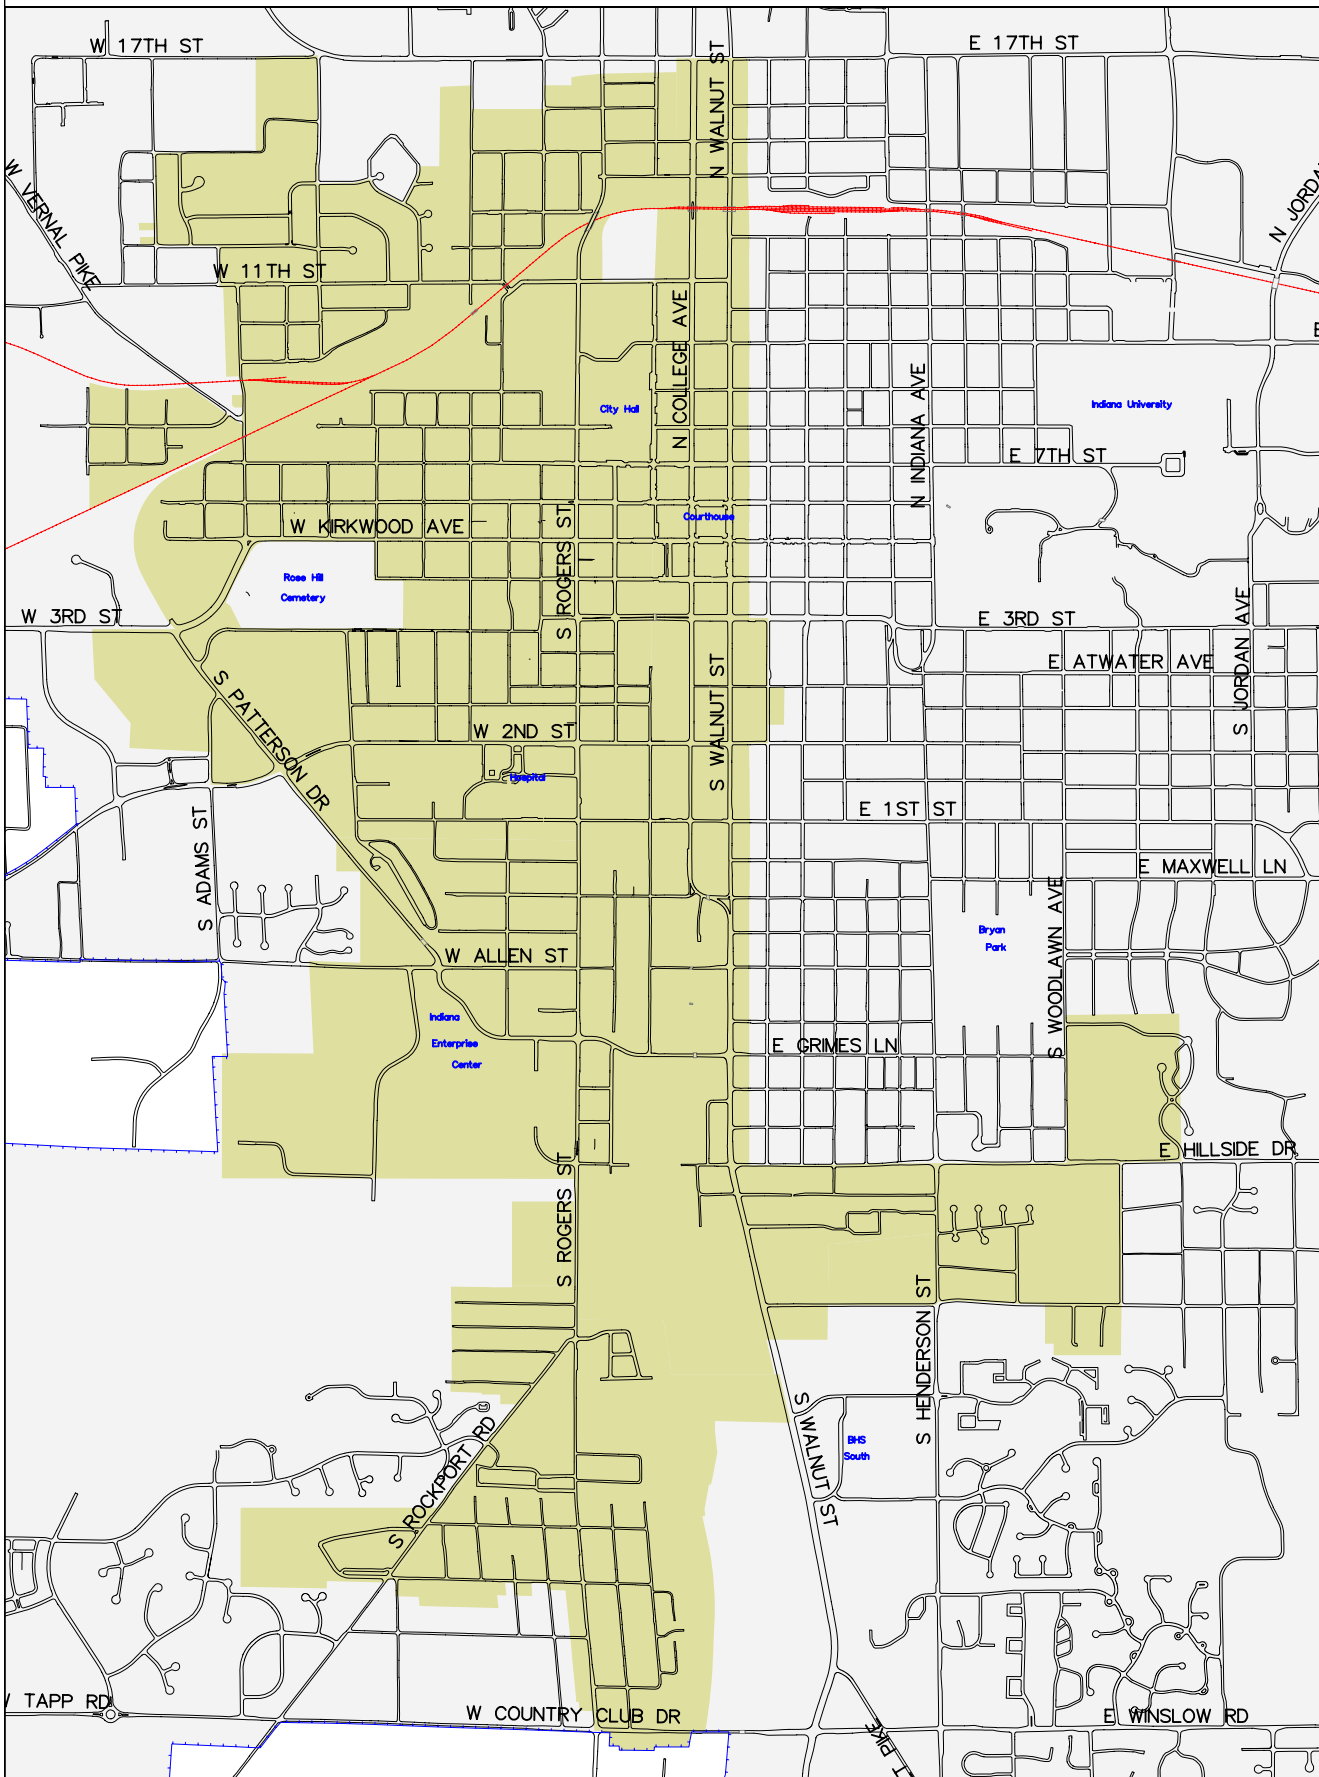 W 17TH ST
E 17TH ST
N WALNUT ST
W VERNAL PIKE
N JORDA
W 11TH ST
E
N COLLEGE AVE
City Hall
N INDIANA AVE
Indiana University
E 7TH ST
Courthouse
W KIRKWOOD AVE
S ROGERS ST
Rose Hill
Cemetery
W 3RD ST
E 3RD ST
S JORDAN AVE
E ATWATER AVE
S WALNUT ST
S PATTERSON DR
W 2ND ST
Hospital
E 1ST ST
S ADAMS ST
E MAXWELL LN
S WOODLAWN AVE
Bryan
Park
W ALLEN ST
Indiana
Enterprise
Center
E GRIMES LN
E HILLSIDE DR
S ROGERS ST
S HENDERSON ST
S WALNUT ST
BHS
South
S ROCKPORT RD
TAPP RD
W COUNTRY CLUB DR
E WINSLOW RD
T PIKE